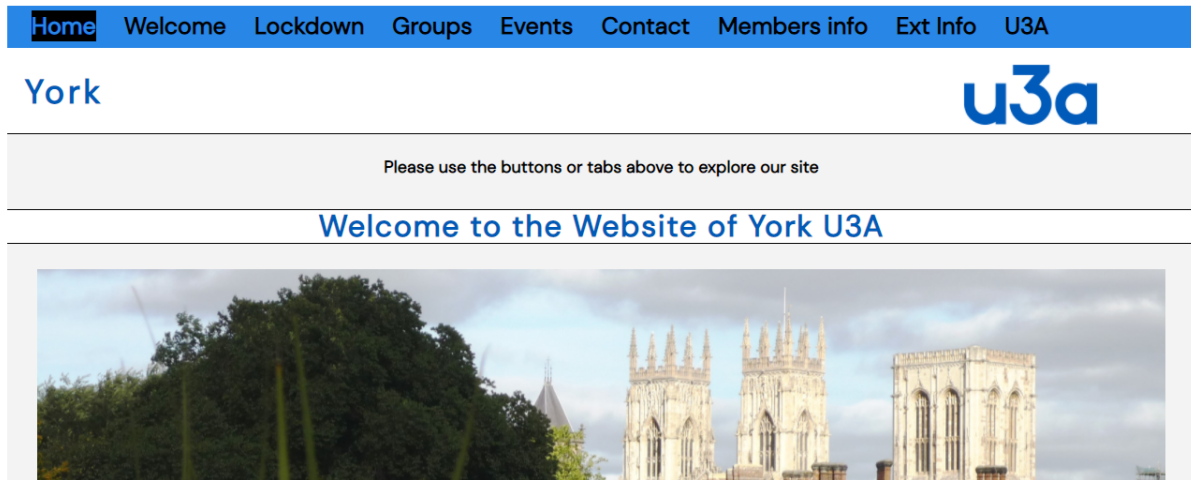 Home Welcome Lockdown Groups Events Contact Members info Ext Info U3A
York u3a
Please use the buttons or tabs above to explore our site
Welcome to the Website of York U3A